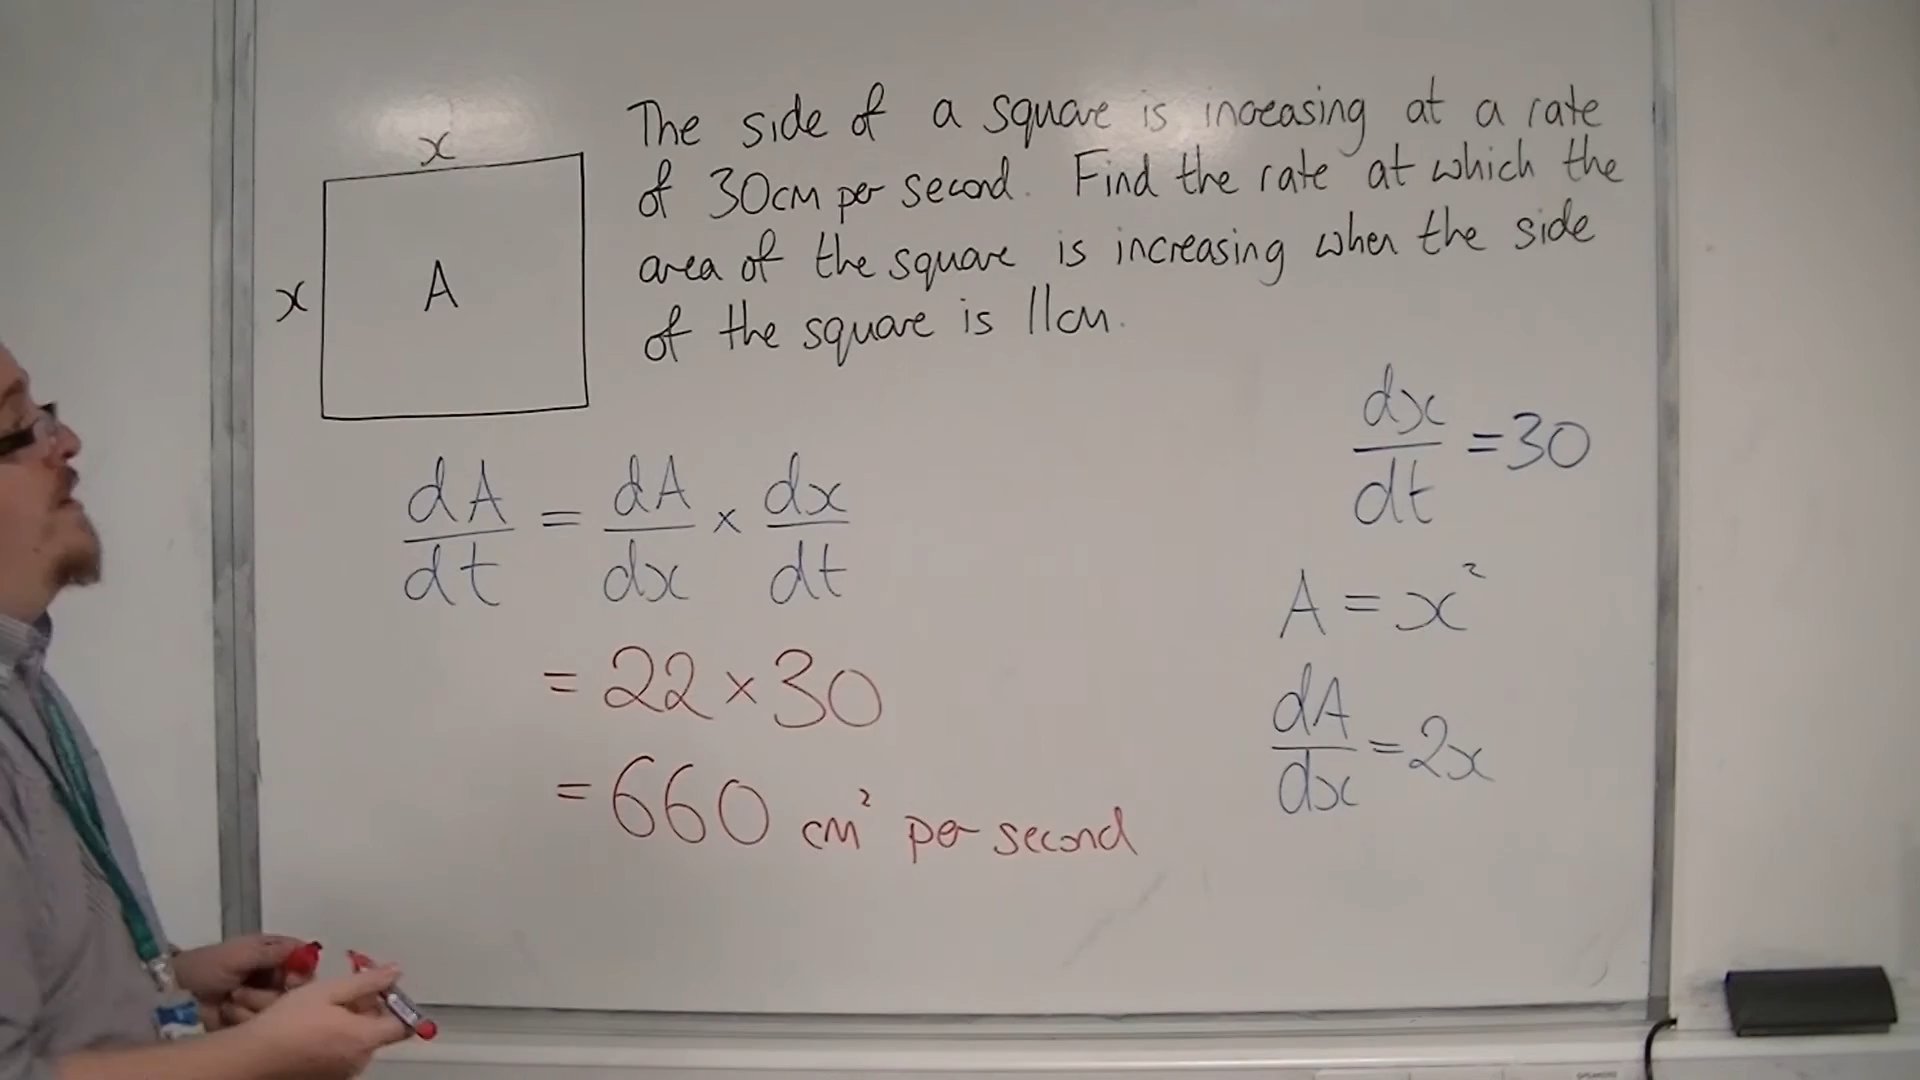 x
The side of a square is increasing at a rate
of 30cm per second. Find the rate at which the
area of the square is increasing when the side
of the square is 11cm.
x
A
dx/dt = 30
dA/dt = dA/dx × dx/dt
A = x²
= 22 × 30
dA/dx = 2x
= 660 cm² per second